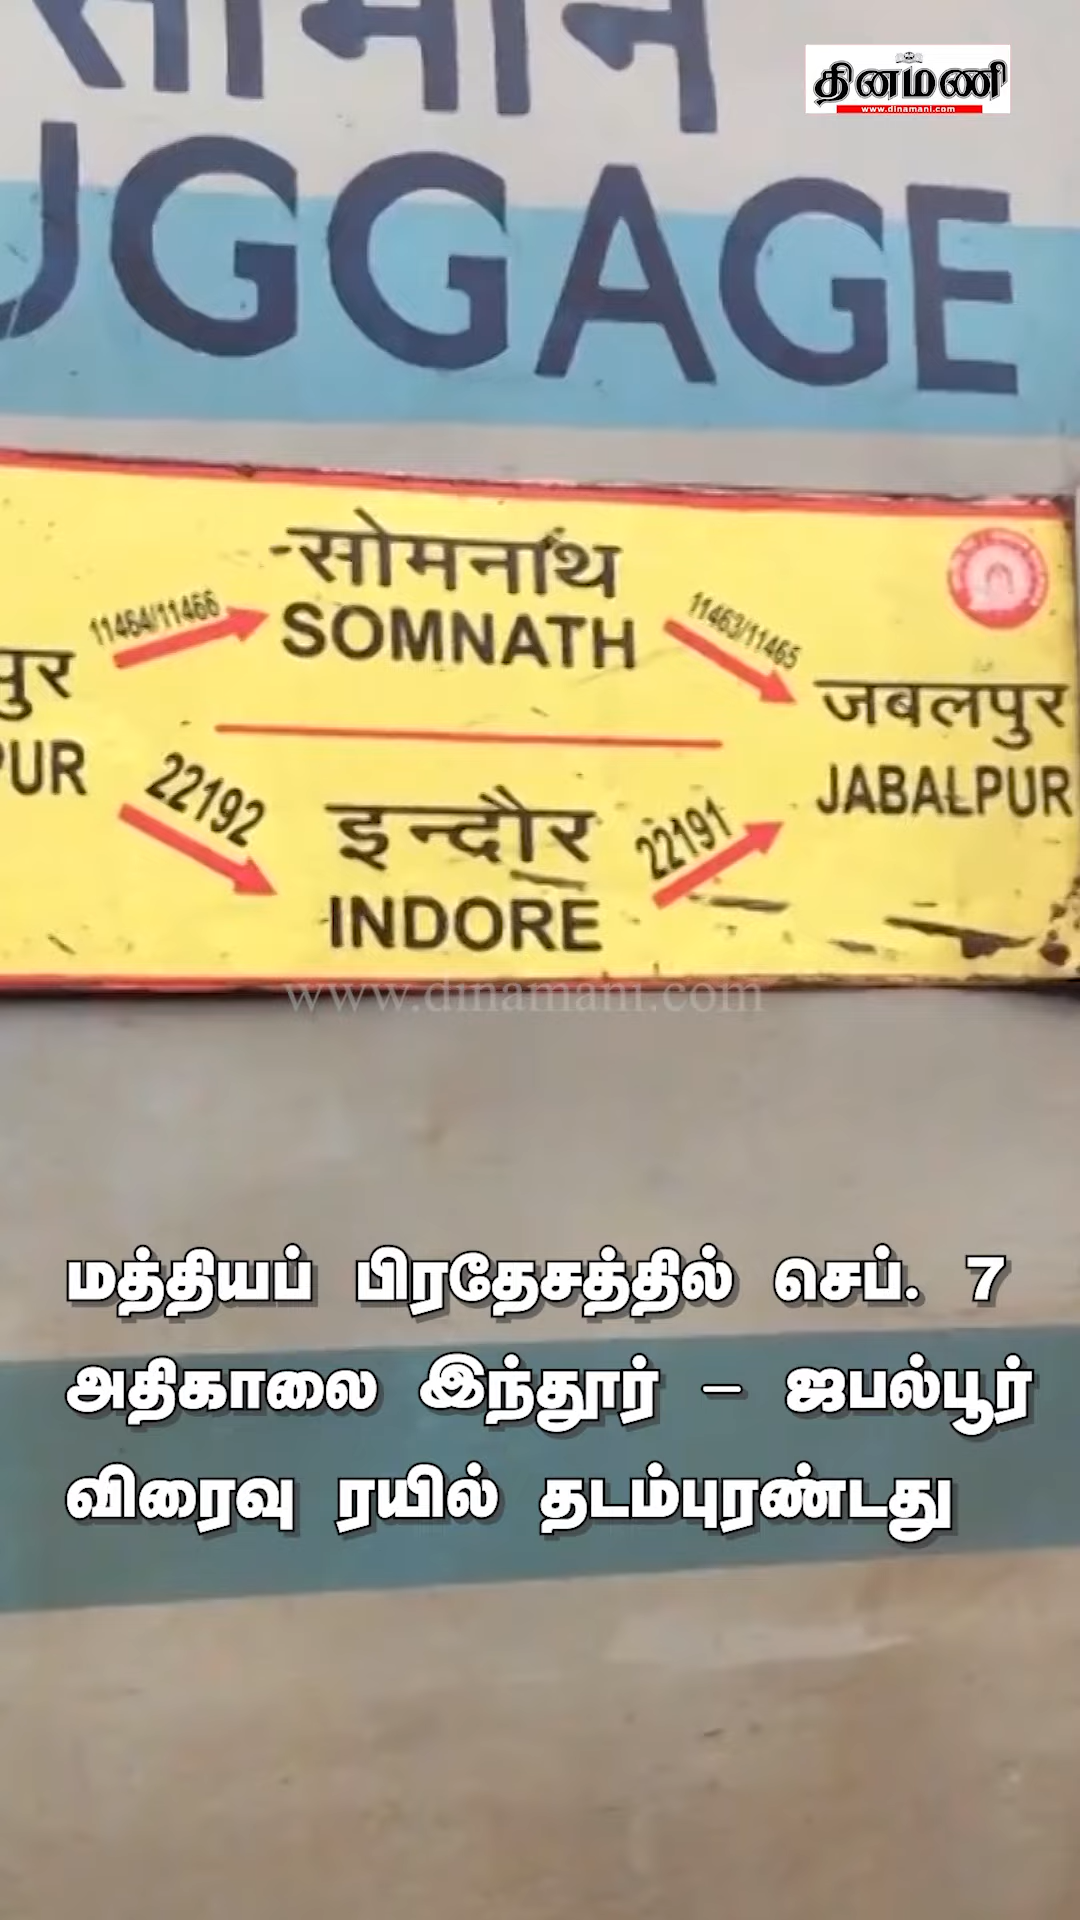 सामान
தினமணி
www.dinamani.com
UGGAGE
सोमनाथ
11464/11466
SOMNATH
11463/11465
पुर
जबलपुर
PUR
JABALPUR
22192
इन्दौर
22191
INDORE
www.dinamani.com
மத்தியப் பிரதேசத்தில் செப். 7
அதிகாலை இந்தூர் – ஜபல்பூர்
விரைவு ரயில் தடம்புரண்டது